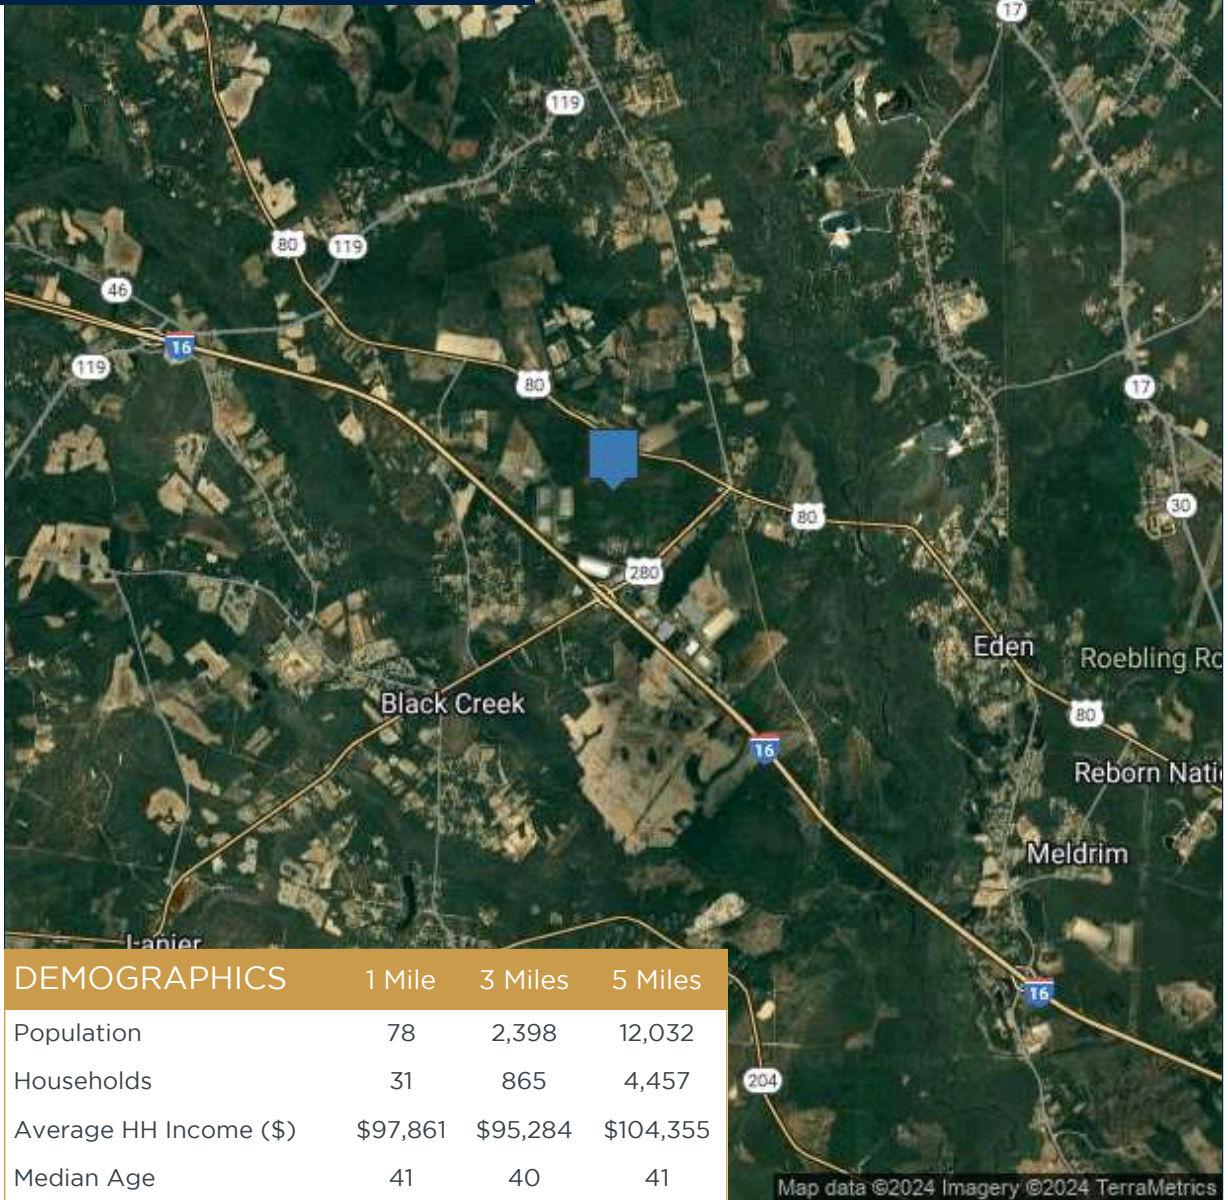 17
119
80
119
46
16
119
80
17
30
80
280
Eden
Roebling Ro
Black Creek
80
16
Reborn Nati
Meldrim
Lanier
DEMOGRAPHICS 1 Mile 3 Miles 5 Miles
16
Population 78 2,398 12,032
Households 31 865 4,457
204
Average HH Income ($) $97,861 $95,284 $104,355
Median Age 41 40 41
Map data ©2024 Imagery ©2024 TerraMetrics